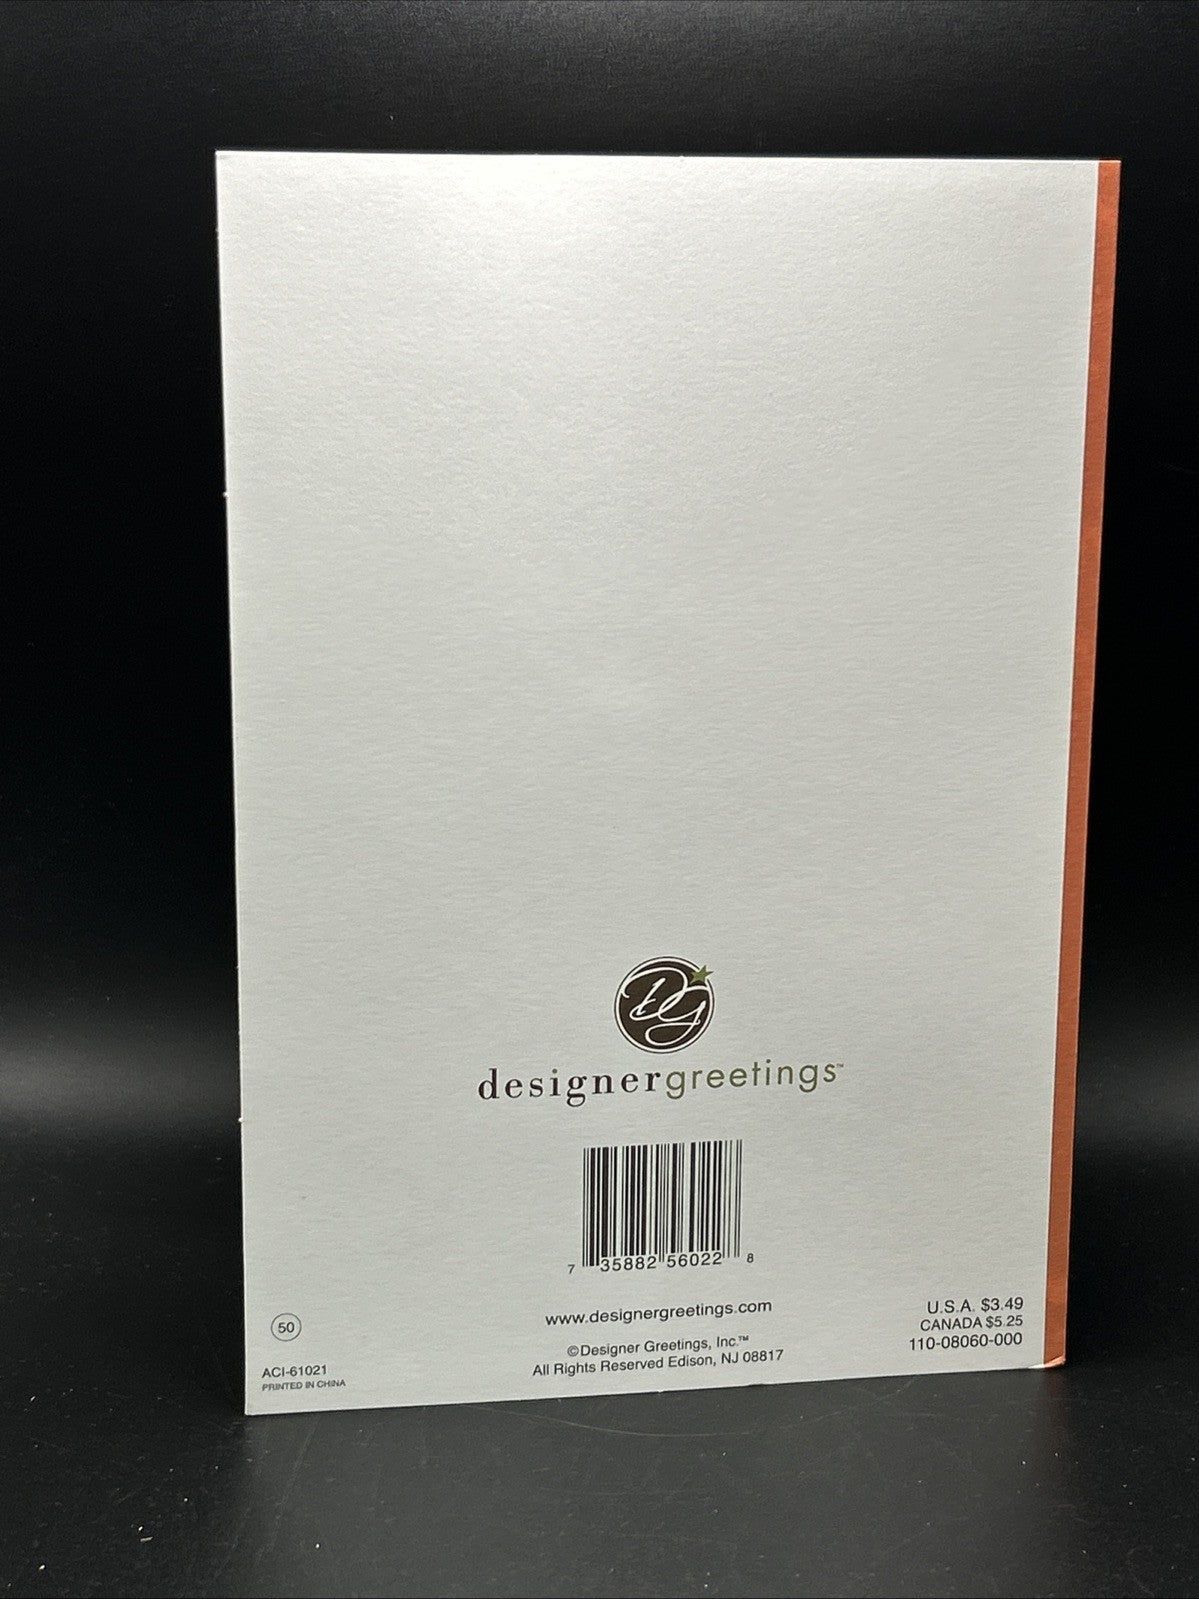 DG
designergreetings™
7 35882 56022 8
www.designergreetings.com
©Designer Greetings, Inc.™
All Rights Reserved Edison, NJ 08817
50
ACI-61021
PRINTED IN CHINA
U.S.A. $3.49
CANADA $5.25
110-08060-000